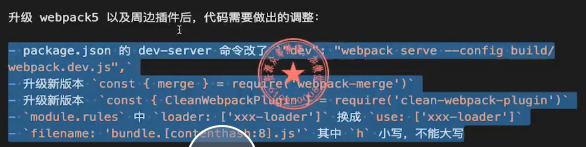 升级 webpack5 以及周边插件后，代码需要做出的调整：
- package.json 的 dev-server 命令改了 "dev": "webpack serve --config build/
webpack.dev.js",`
- 升级新版本 `const { merge } = require('webpack-merge')`
- 升级新版本 `const { CleanWebpackPlugin } = require('clean-webpack-plugin')`
- `module.rules` 中 `loader: ['xxx-loader']` 换成 `use: ['xxx-loader']`
- `filename: 'bundle.[contenthash:8].js'` 其中 `h` 小写，不能大写